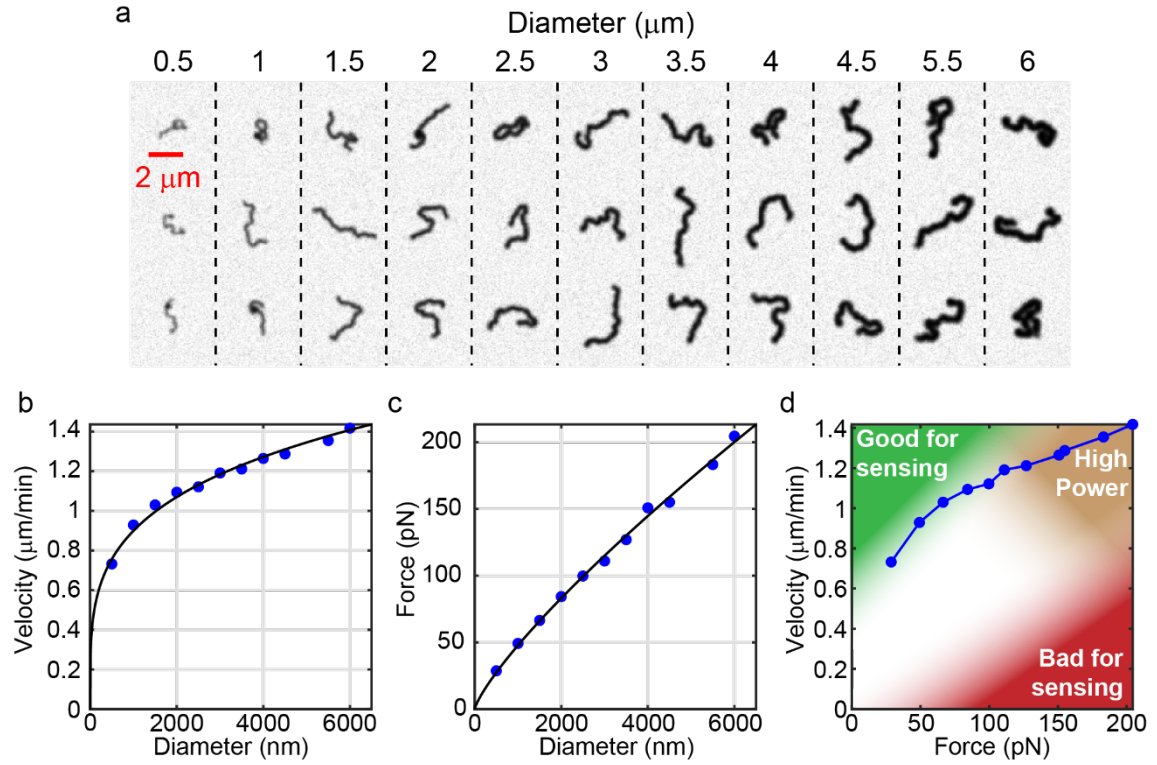 a
Diameter (μm)
0.5 1 1.5 2 2.5 3 3.5 4 4.5 5.5 6
2 μm
b
Velocity (μm/min)
1.4
1.2
1
0.8
0.6
0.4
0.2
0
0 2000 4000 6000
Diameter (nm)
c
Force (pN)
200
150
100
50
0
0 2000 4000 6000
Diameter (nm)
d
Velocity (μm/min)
1.4
1.2
1
0.8
0.6
0.4
0.2
0
0 50 100 150 200
Force (pN)
Good for
sensing
High
Power
Bad for
sensing